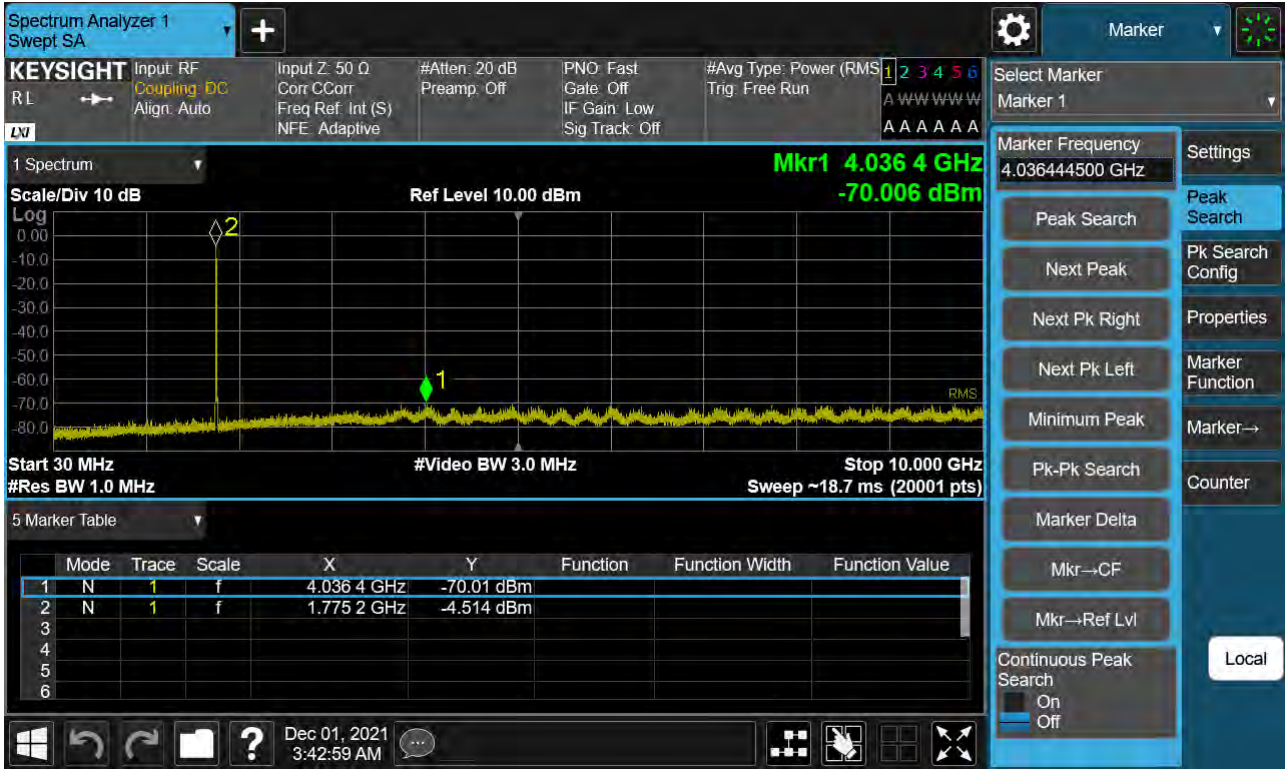 Spectrum Analyzer 1
Swept SA
+
Marker
KEYSIGHT
RL
LXI
Input: RF
Coupling: DC
Align: Auto
Input Z: 50 Ω
Corr CCorr
Freq Ref: Int (S)
NFE: Adaptive
#Atten: 20 dB
Preamp: Off
PNO: Fast
Gate: Off
IF Gain: Low
Sig Track: Off
#Avg Type: Power (RMS
Trig: Free Run
1 2 3 4 5 6
A W W W W W
A A A A A A
Select Marker
Marker 1
1 Spectrum
Mkr1 4.036 4 GHz
Scale/Div 10 dB
Ref Level 10.00 dBm
-70.006 dBm
Log
0.00
-10.0
-20.0
-30.0
-40.0
-50.0
-60.0
-70.0
-80.0
2
1
RMS
Start 30 MHz
#Video BW 3.0 MHz
Stop 10.000 GHz
#Res BW 1.0 MHz
Sweep ~18.7 ms (20001 pts)
5 Marker Table
Mode Trace Scale X Y Function Function Width Function Value
1 N 1 f 4.036 4 GHz -70.01 dBm
2 N 1 f 1.775 2 GHz -4.514 dBm
3
4
5
6
Marker Frequency
4.036444500 GHz
Peak Search
Next Peak
Next Pk Right
Next Pk Left
Minimum Peak
Pk-Pk Search
Marker Delta
Mkr→CF
Mkr→Ref Lvl
Continuous Peak
Search
On
Off
Settings
Peak
Search
Pk Search
Config
Properties
Marker
Function
Marker→
Counter
Local
?
Dec 01, 2021
3:42:59 AM